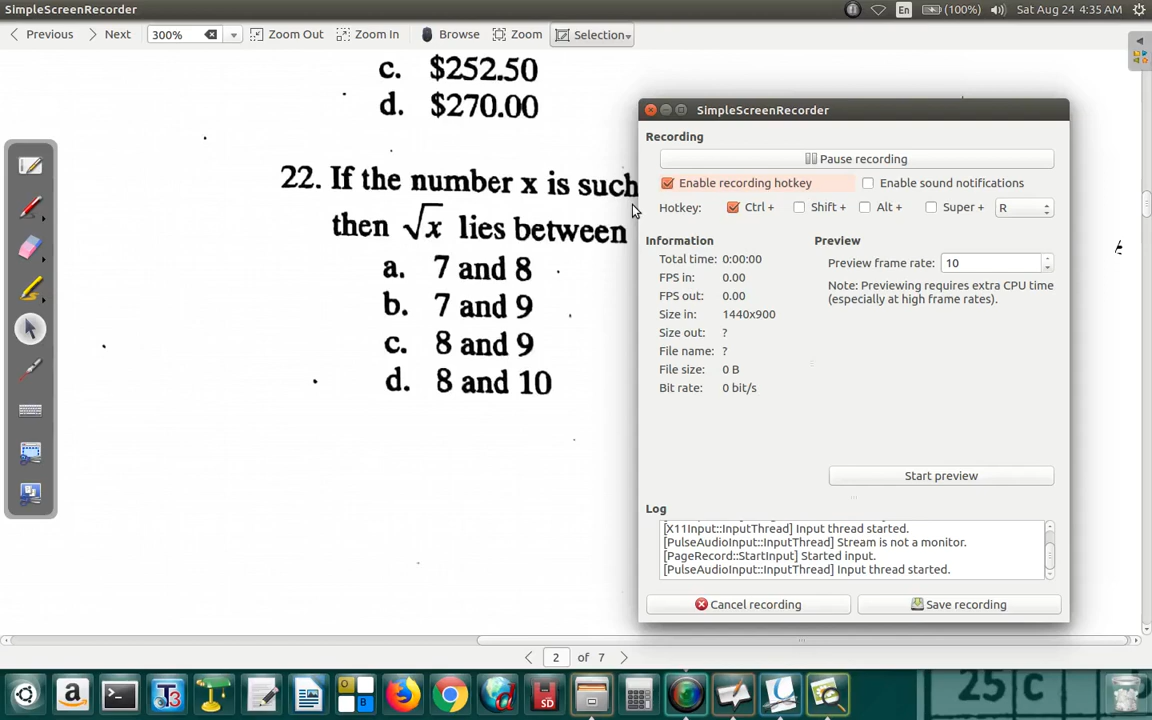 SimpleScreenRecorder
En
(100%)
Sat Aug 24 4:35 AM
Previous
Next
300%
Zoom Out
Zoom In
Browse
Zoom
Selection
c. $252.50
d. $270.00
22. If the number x is such
then √x lies between
a. 7 and 8
b. 7 and 9
c. 8 and 9
d. 8 and 10
SimpleScreenRecorder
Recording
Pause recording
Enable recording hotkey
Enable sound notifications
Hotkey:
Ctrl +
Shift +
Alt +
Super +
R
Information
Total time: 0:00:00
FPS in: 0.00
FPS out: 0.00
Size in: 1440x900
Size out: ?
File name: ?
File size: 0 B
Bit rate: 0 bit/s
Preview
Preview frame rate: 10
Note: Previewing requires extra CPU time
(especially at high frame rates).
Start preview
Log
[X11Input::InputThread] Input thread started.
[PulseAudioInput::InputThread] Stream is not a monitor.
[PageRecord::StartInput] Started input.
[PulseAudioInput::InputThread] Input thread started.
Cancel recording
Save recording
2 of 7
SD
25 C